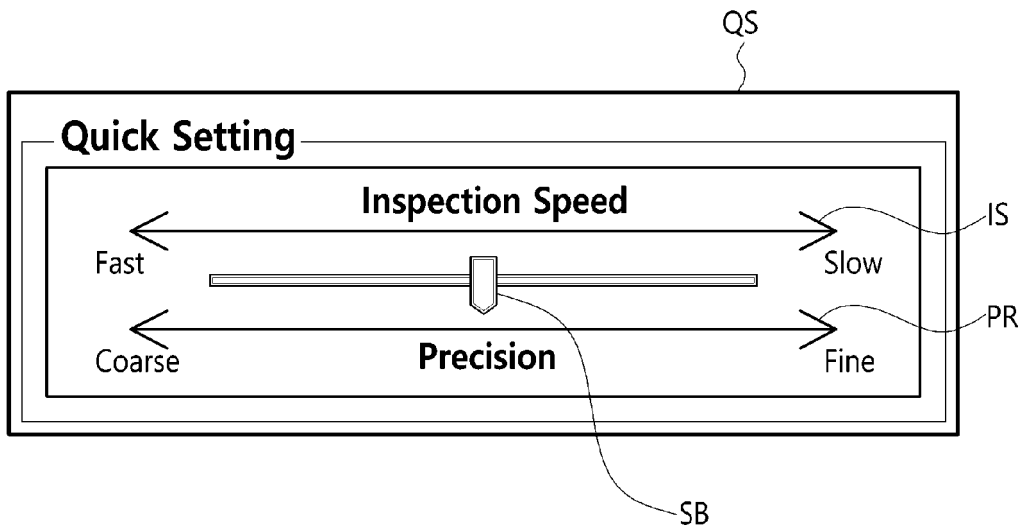 QS
Quick Setting
Inspection Speed
IS
Fast
Slow
PR
Coarse
Precision
Fine
SB